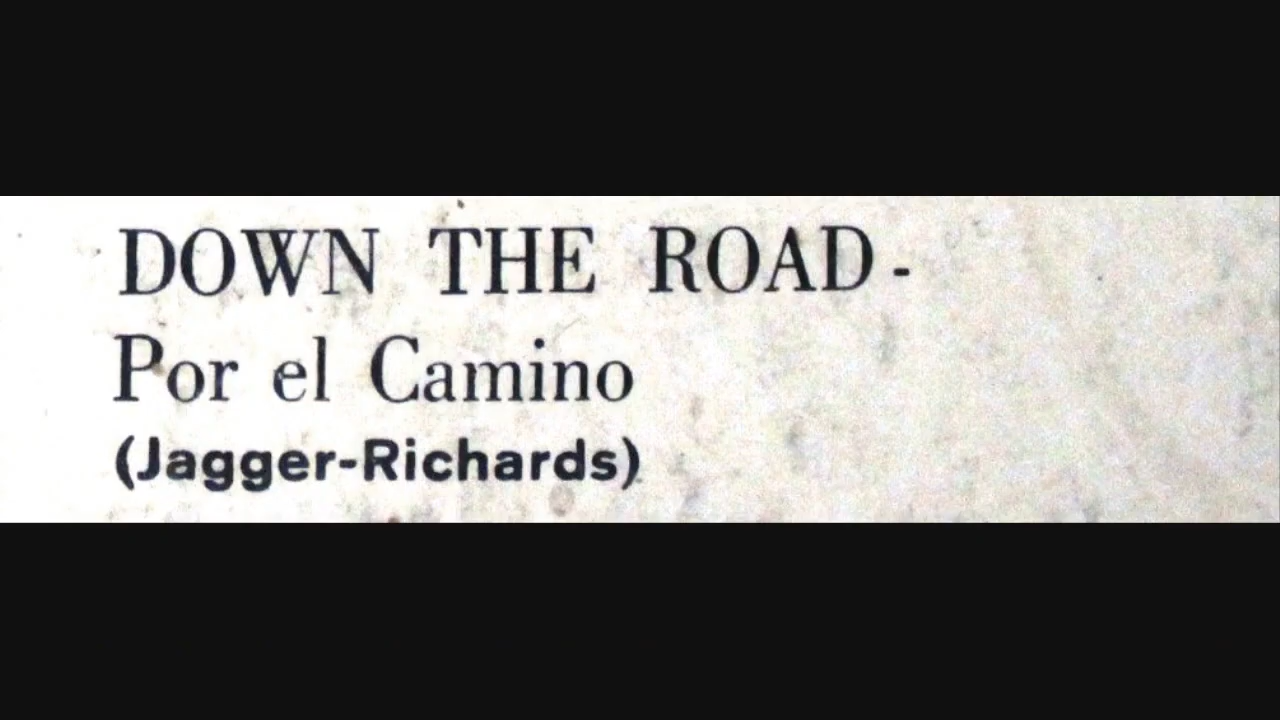 DOWN THE ROAD -
Por el Camino
(Jagger-Richards)